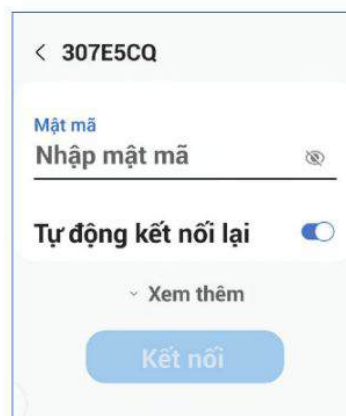 307E5CQ
Mật mã
Nhập mật mã
Tự động kết nối lại
Xem thêm
Kết nối